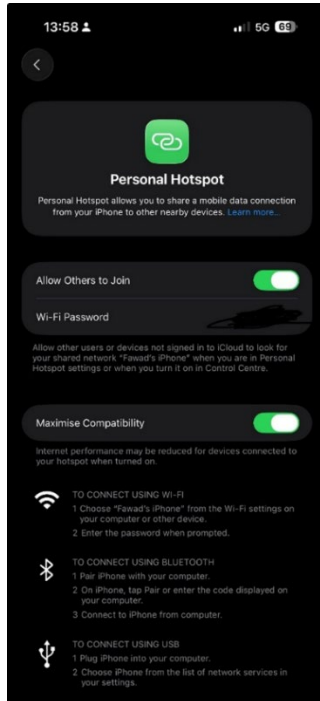 13:58
5G 69
Personal Hotspot
Personal Hotspot allows you to share a mobile data connection
from your iPhone to other nearby devices. Learn more...
Allow Others to Join
Wi-Fi Password
Allow other users or devices not signed in to iCloud to look for
your shared network “Fawad's iPhone” when you are in Personal
Hotspot settings or when you turn it on in Control Centre.
Maximise Compatibility
Internet performance may be reduced for devices connected to
your hotspot when turned on.
TO CONNECT USING WI-FI
1 Choose “Fawad's iPhone” from the Wi-Fi settings on
your computer or other device.
2 Enter the password when prompted.
TO CONNECT USING BLUETOOTH
1 Pair iPhone with your computer.
2 On iPhone, tap Pair or enter the code displayed on
your computer.
3 Connect to iPhone from computer.
TO CONNECT USING USB
1 Plug iPhone into your computer.
2 Choose iPhone from the list of network services in
your settings.